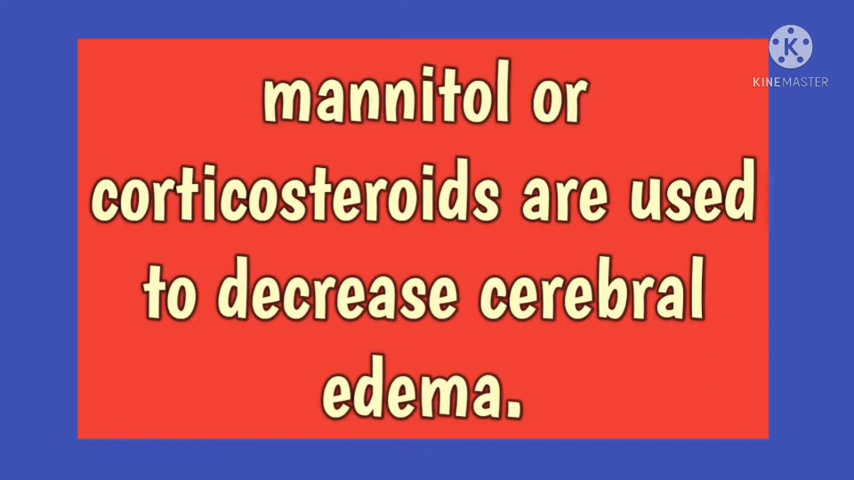 K
KINEMASTER
mannitol or
corticosteroids are used
to decrease cerebral
edema.